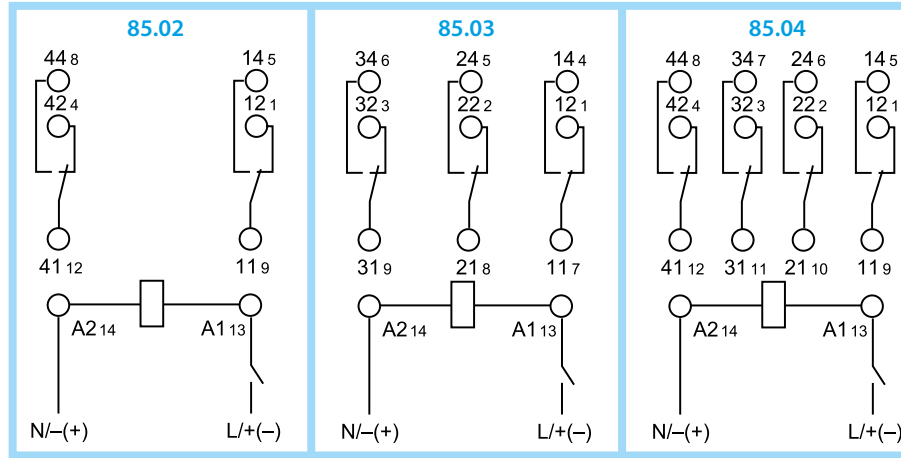 85.02 85.03 85.04
44 8 14 5 34 6 24 5 14 4 44 8 34 7 24 6 14 5
42 4 12 1 32 3 22 2 12 1 42 4 32 3 22 2 12 1
41 12 11 9 31 9 21 8 11 7 41 12 31 11 21 10 11 9
A2 14 A1 13 A2 14 A1 13 A2 14 A1 13
N/–(+) L/+(–) N/–(+) L/+(–) N/–(+) L/+(–)